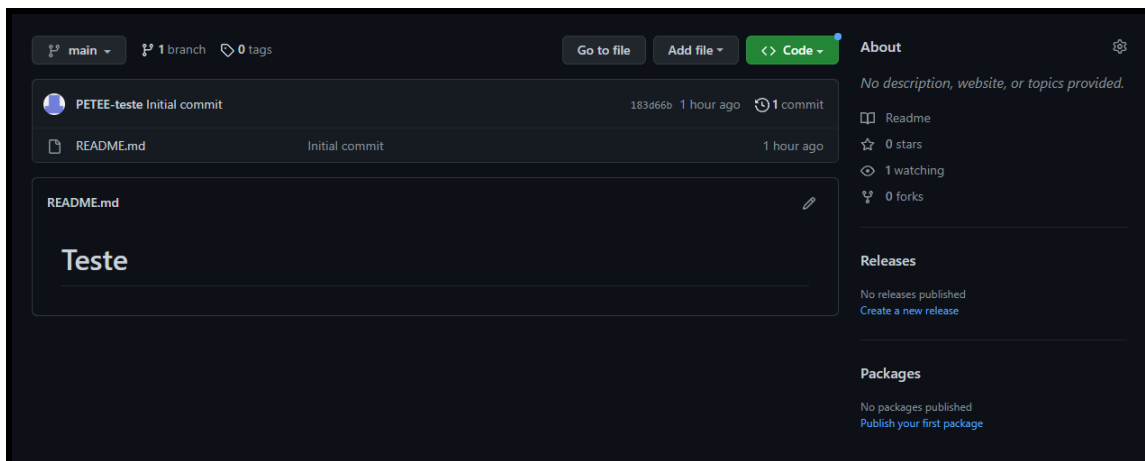 main
1 branch
0 tags
Go to file
Add file
<> Code
PETEE-teste Initial commit
183d66b 1 hour ago
1 commit
README.md
Initial commit
1 hour ago
README.md
Teste
About
No description, website, or topics provided.
Readme
0 stars
1 watching
0 forks
Releases
No releases published
Create a new release
Packages
No packages published
Publish your first package